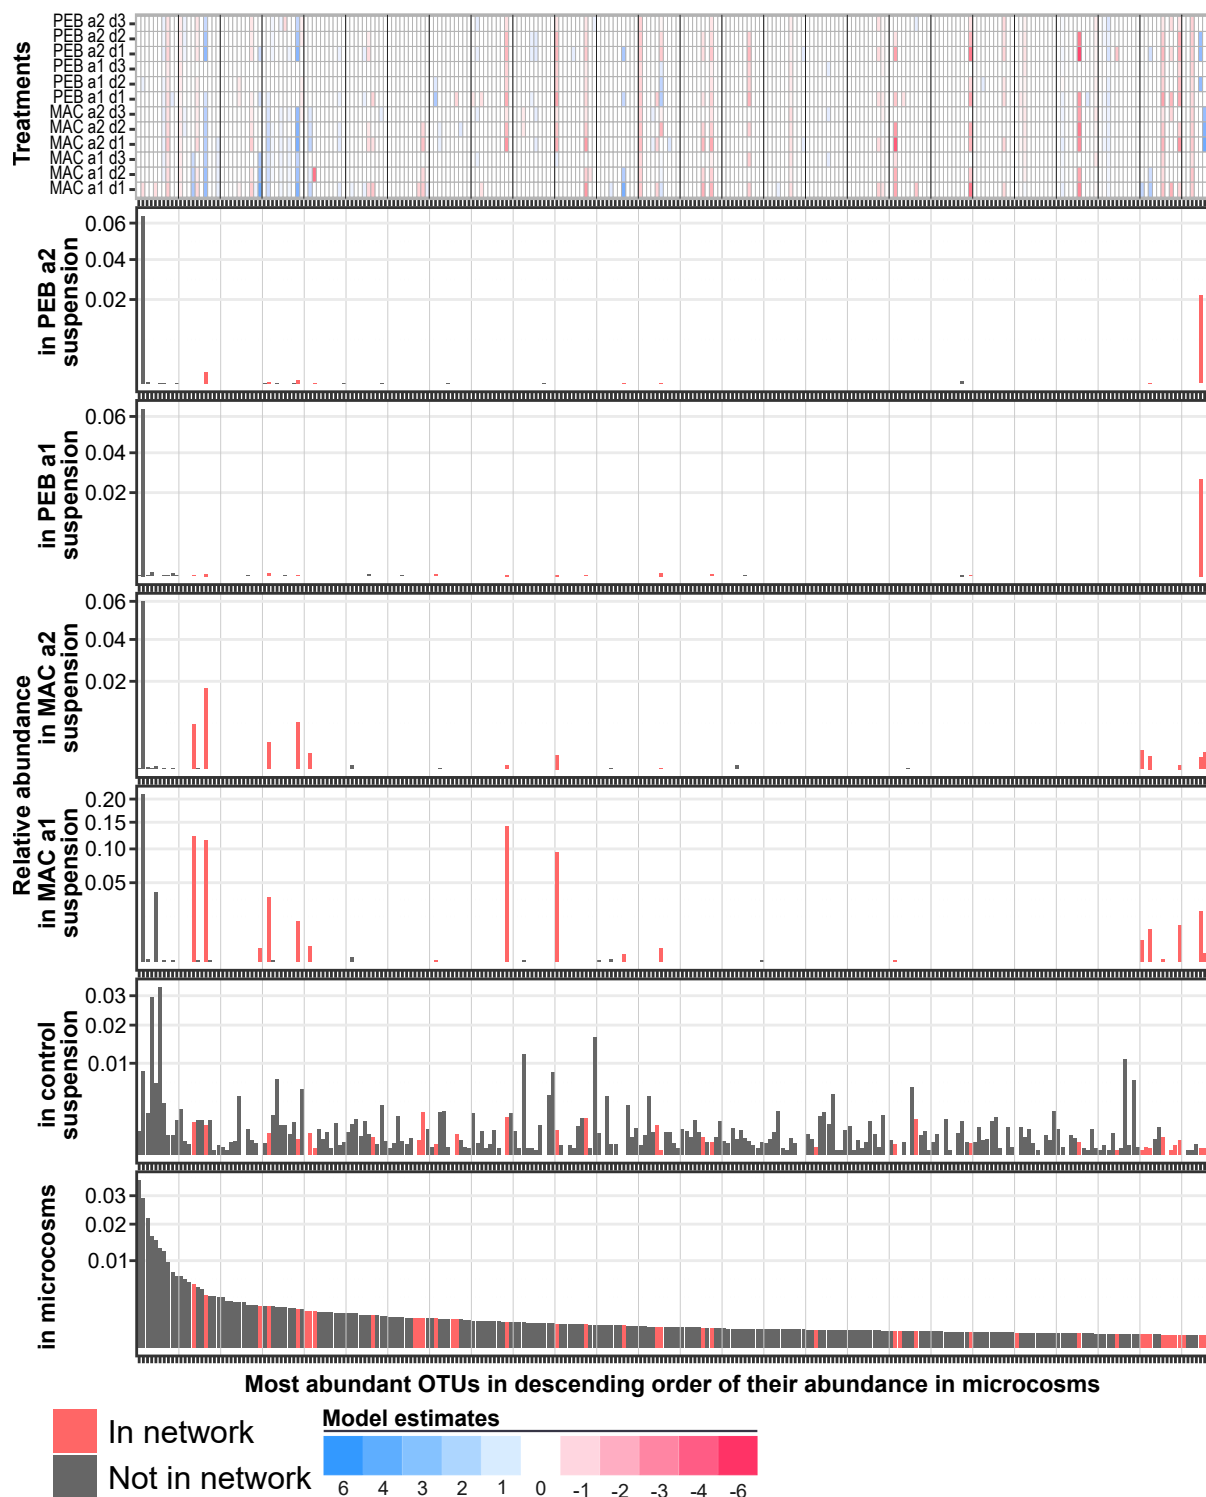 Treatments
PEB a2 d3
PEB a2 d2
PEB a2 d1
PEB a1 d3
PEB a1 d2
PEB a1 d1
MAC a2 d3
MAC a2 d2
MAC a2 d1
MAC a1 d3
MAC a1 d2
MAC a1 d1
Relative abundance
in PEB a2
suspension
0.06
0.04
0.02
in PEB a1
suspension
0.06
0.04
0.02
in MAC a2
suspension
0.06
0.04
0.02
in MAC a1
suspension
0.20
0.15
0.10
0.05
in control
suspension
0.03
0.02
0.01
in microcosms
0.03
0.02
0.01
Most abundant OTUs in descending order of their abundance in microcosms
In network
Not in network
Model estimates
6 4 3 2 1 0 -1 -2 -3 -4 -6